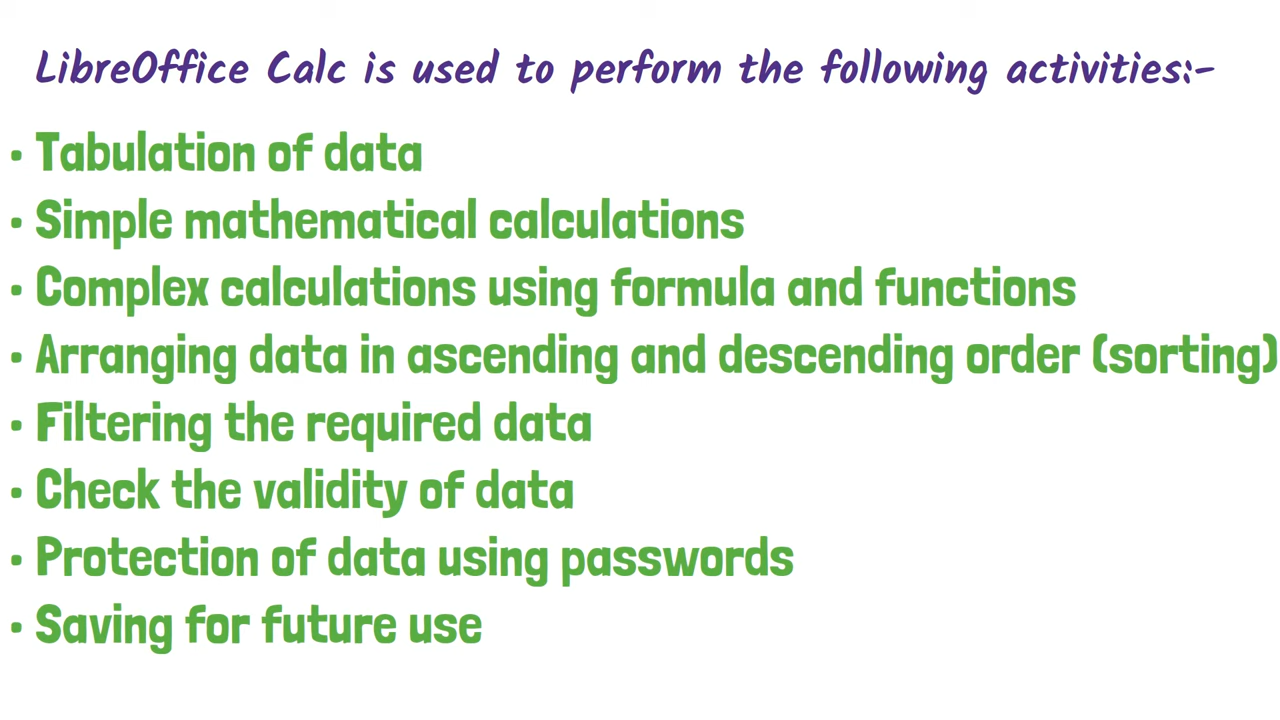 LibreOffice Calc is used to perform the following activities:-
• Tabulation of data
• Simple mathematical calculations
• Complex calculations using formula and functions
• Arranging data in ascending and descending order (sorting)
• Filtering the required data
• Check the validity of data
• Protection of data using passwords
• Saving for future use